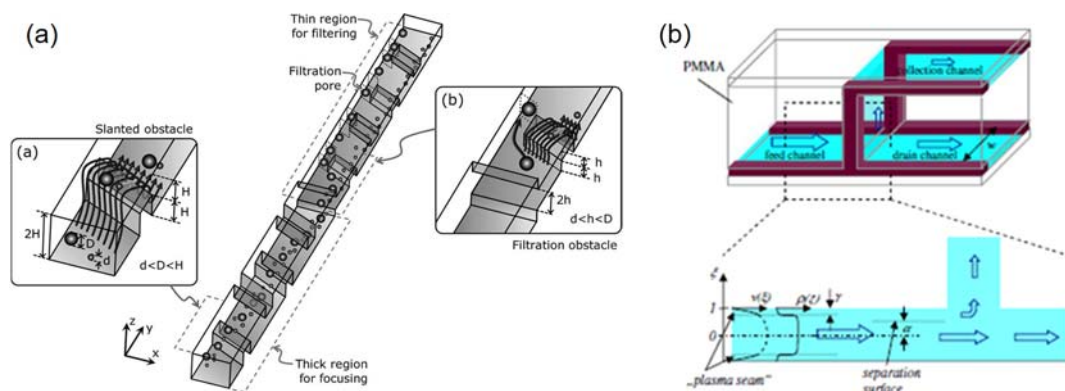 (a)
Thin region
for filtering
Filtration
pore
Slanted obstacle
(a)
H
H
2H
D
d
d<D<H
(b)
h
h
2h
d<h<D
Filtration obstacle
z
y
x
Thick region
for focusing
(b)
PMMA
collection channel
feed channel
drain channel
w
ξ
1
v(ξ)
ρ(ξ)
γ
0
α
-1
„plasma seam“
separation
surface